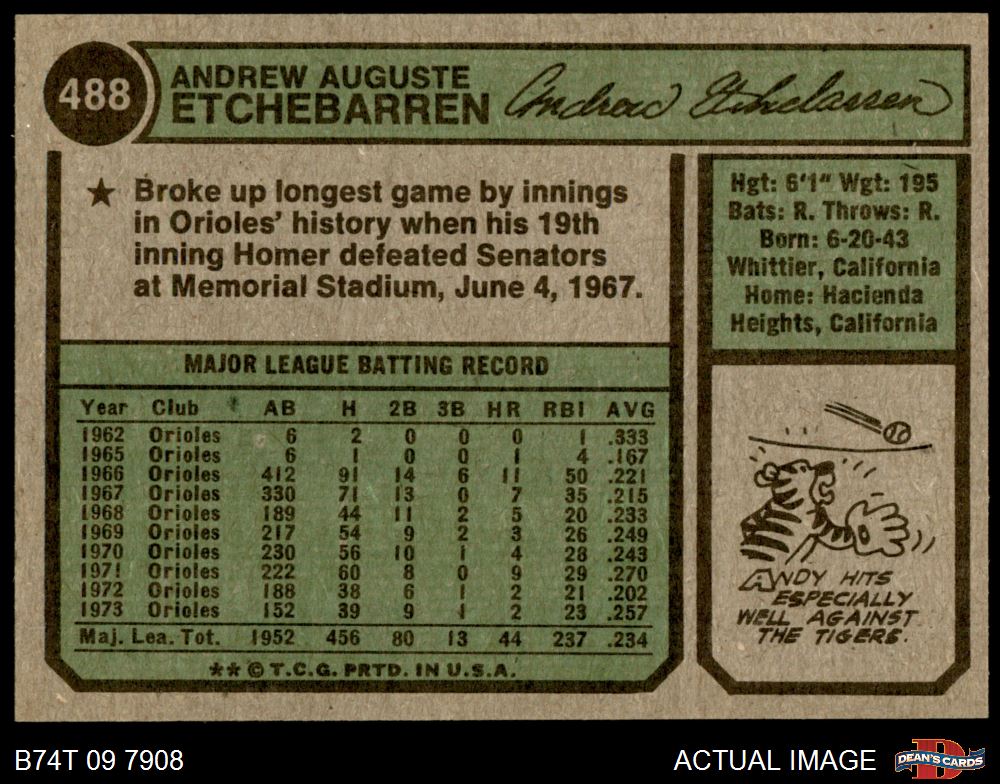 488
ANDREW AUGUSTE
ETCHEBARREN
Andrew Etchebarren
★ Broke up longest game by innings
in Orioles' history when his 19th
inning Homer defeated Senators
at Memorial Stadium, June 4, 1967.
Hgt: 6'1" Wgt: 195
Bats: R. Throws: R.
Born: 6-20-43
Whittier, California
Home: Hacienda
Heights, California
MAJOR LEAGUE BATTING RECORD
Year Club AB H 2B 3B HR RBI AVG
1962 Orioles 6 2 0 0 0 1 .333
1965 Orioles 6 1 0 0 1 4 .167
1966 Orioles 412 91 14 6 11 50 .221
1967 Orioles 330 71 13 0 7 35 .215
1968 Orioles 189 44 11 2 5 20 .233
1969 Orioles 217 54 9 2 3 26 .249
1970 Orioles 230 56 10 1 4 28 .243
1971 Orioles 222 60 8 0 9 29 .270
1972 Orioles 188 38 6 1 2 21 .202
1973 Orioles 152 39 9 1 2 23 .257
Maj. Lea. Tot. 1952 456 80 13 44 237 .234
** © T.C.G. PRTD. IN U.S.A.
ANDY HITS
ESPECIALLY
WELL AGAINST
THE TIGERS.
B74T 09 7908
ACTUAL IMAGE
DEAN'S CARDS